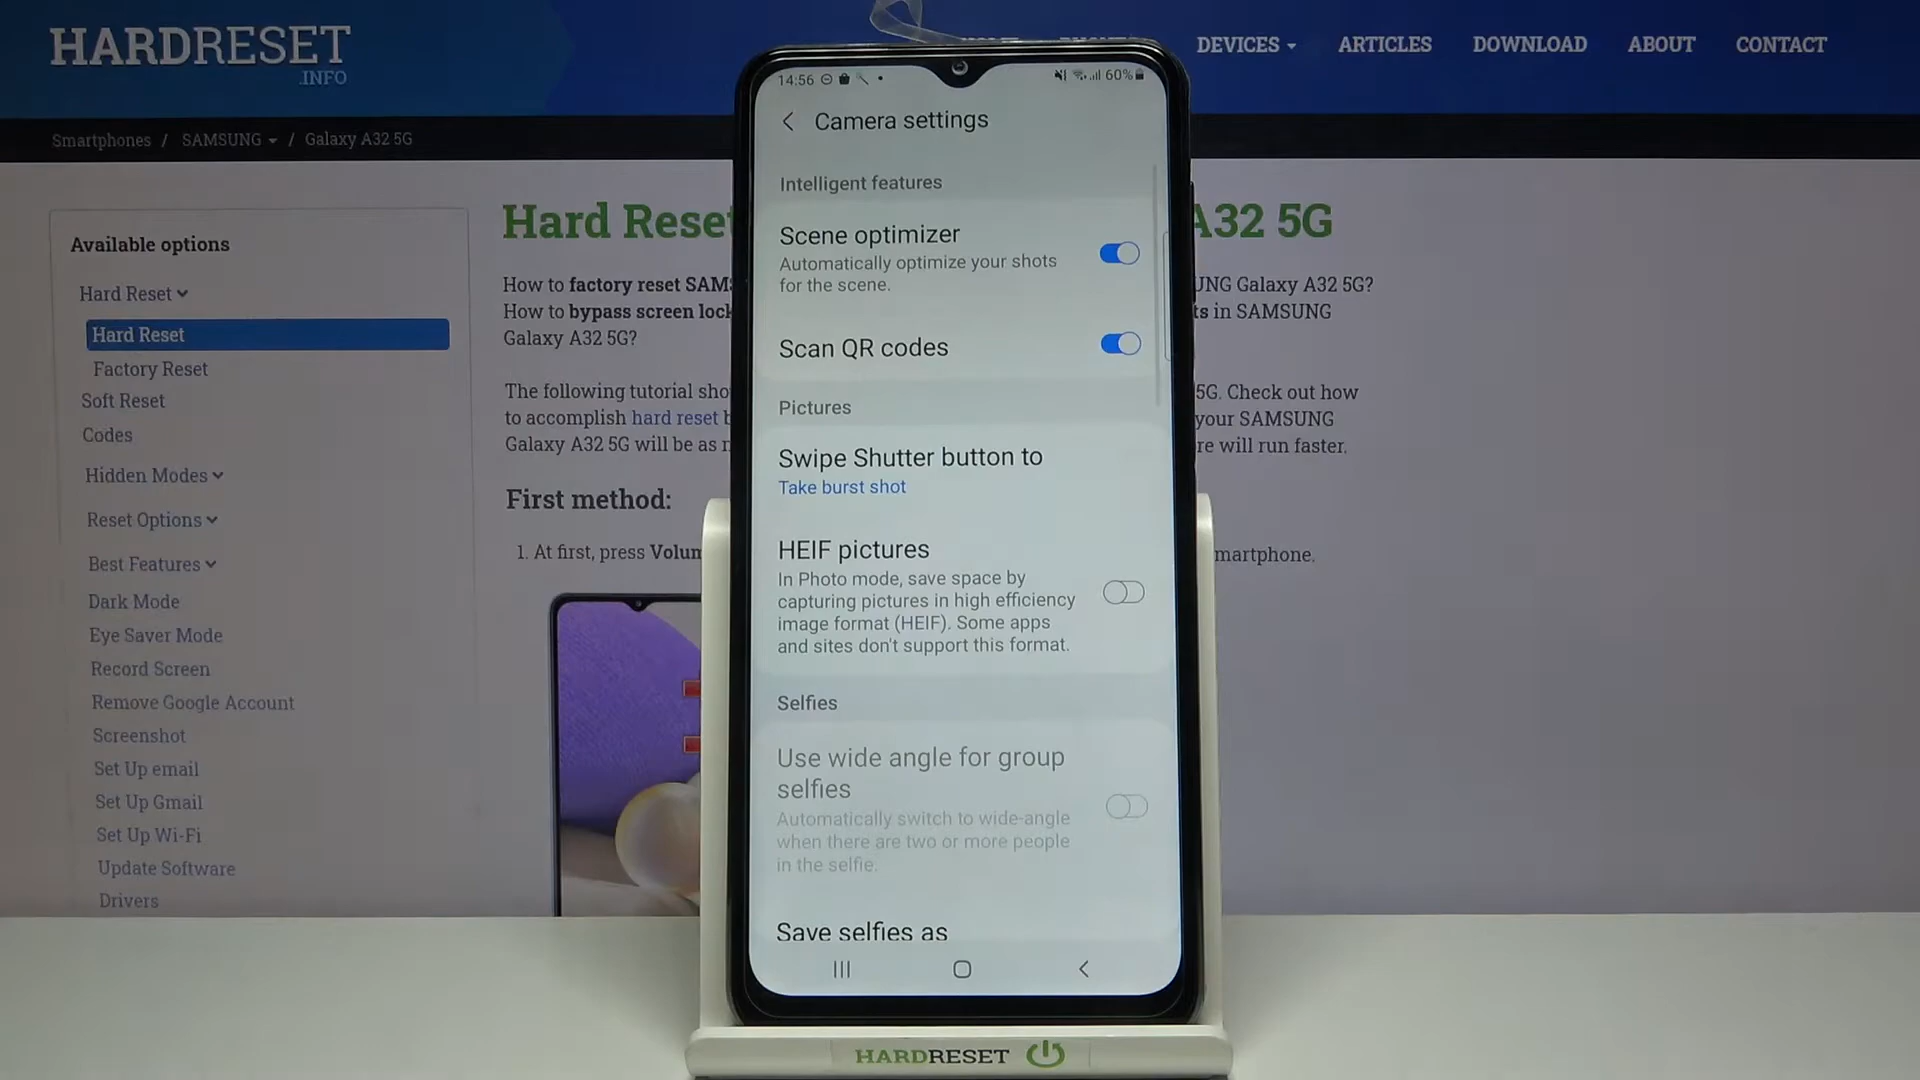 HARDRESET
.INFO
DEVICES
ARTICLES
DOWNLOAD
ABOUT
CONTACT
Smartphones / SAMSUNG / Galaxy A32 5G
Available options
Hard Reset
Hard Reset
Factory Reset
Soft Reset
Codes
Hidden Modes
Reset Options
Best Features
Dark Mode
Eye Saver Mode
Record Screen
Remove Google Account
Screenshot
Set Up email
Set Up Gmail
Set Up Wi-Fi
Update Software
Drivers
Hard Reset A32 5G
How to factory reset SAM UNG Galaxy A32 5G?
How to bypass screen lock ts in SAMSUNG
Galaxy A32 5G?
The following tutorial sho 5G. Check out how
to accomplish hard reset b your SAMSUNG
Galaxy A32 5G will be as n re will run faster.
First method:
1. At first, press Volum martphone.
14:56 60%
Camera settings
Intelligent features
Scene optimizer
Automatically optimize your shots
for the scene.
Scan QR codes
Pictures
Swipe Shutter button to
Take burst shot
HEIF pictures
In Photo mode, save space by
capturing pictures in high efficiency
image format (HEIF). Some apps
and sites don't support this format.
Selfies
Use wide angle for group
selfies
Automatically switch to wide-angle
when there are two or more people
in the selfie.
Save selfies as
HARDRESET